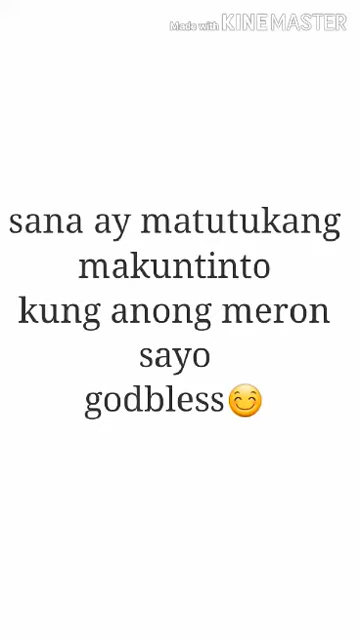 Made with KINEMASTER
sana ay matutukang
makuntinto
kung anong meron
sayo
godbless😊